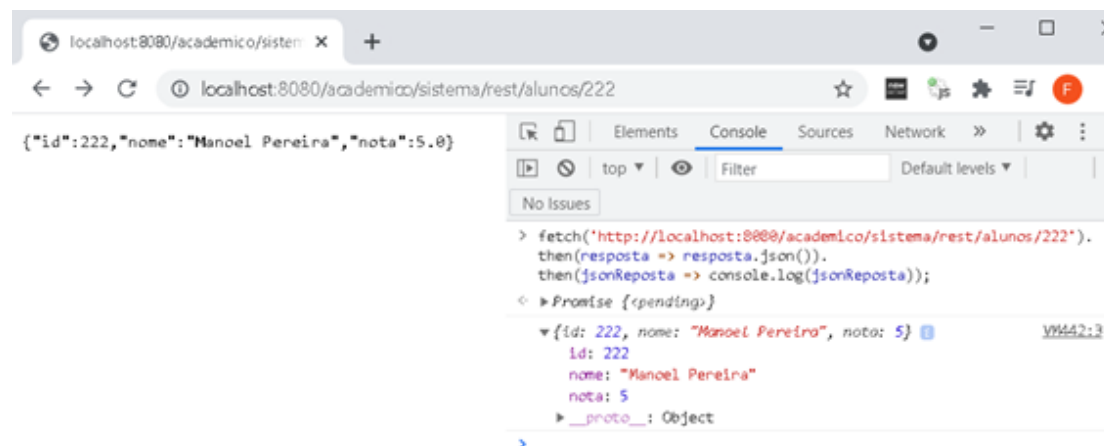 localhost:8080/academico/sistem
localhost:8080/academico/sistema/rest/alunos/222
new
js
F
{"id":222,"nome":"Manoel Pereira","nota":5.0}
Elements Console Sources Network »
top ▼ Filter Default levels ▼
No Issues
> fetch('http://localhost:8080/academico/sistema/rest/alunos/222').
then(resposta => resposta.json()).
then(jsonReposta => console.log(jsonReposta));
Promise {<pending>}
{id: 222, nome: "Manoel Pereira", nota: 5} VM442:3
id: 222
nome: "Manoel Pereira"
nota: 5
__proto__: Object